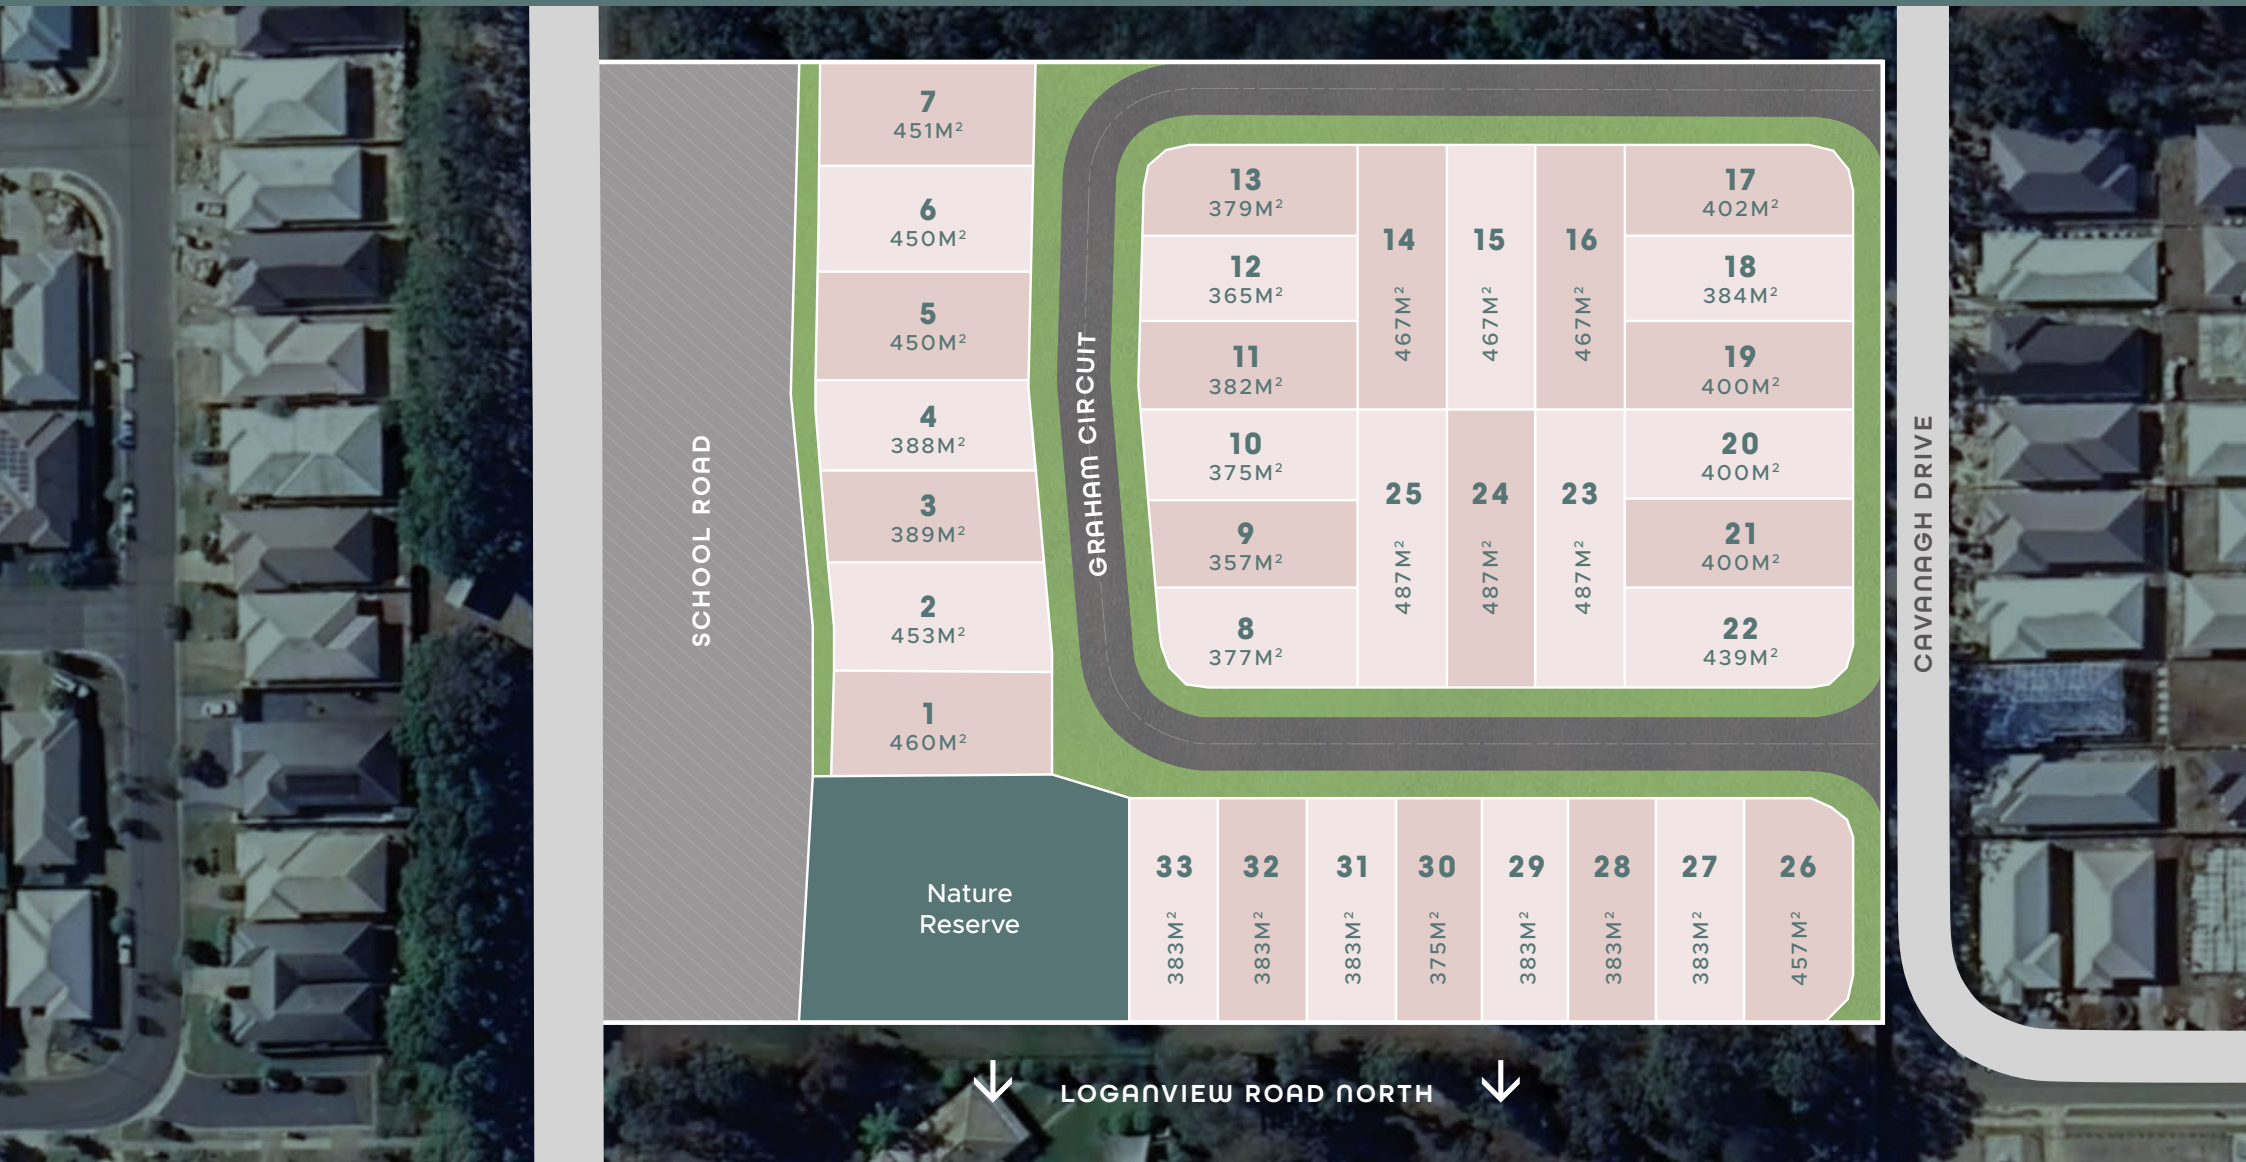 7
451M²
6
450M²
5
450M²
4
388M²
3
389M²
2
453M²
1
460M²
SCHOOL ROAD
GRAHAM CIRCUIT
13
379M²
12
365M²
11
382M²
10
375M²
9
357M²
8
377M²
14
467M²
15
467M²
16
467M²
25
487M²
24
487M²
23
487M²
17
402M²
18
384M²
19
400M²
20
400M²
21
400M²
22
439M²
CAVANAGH DRIVE
Nature
Reserve
33
383M²
32
383M²
31
383M²
30
375M²
29
383M²
28
383M²
27
383M²
26
457M²
LOGANVIEW ROAD NORTH